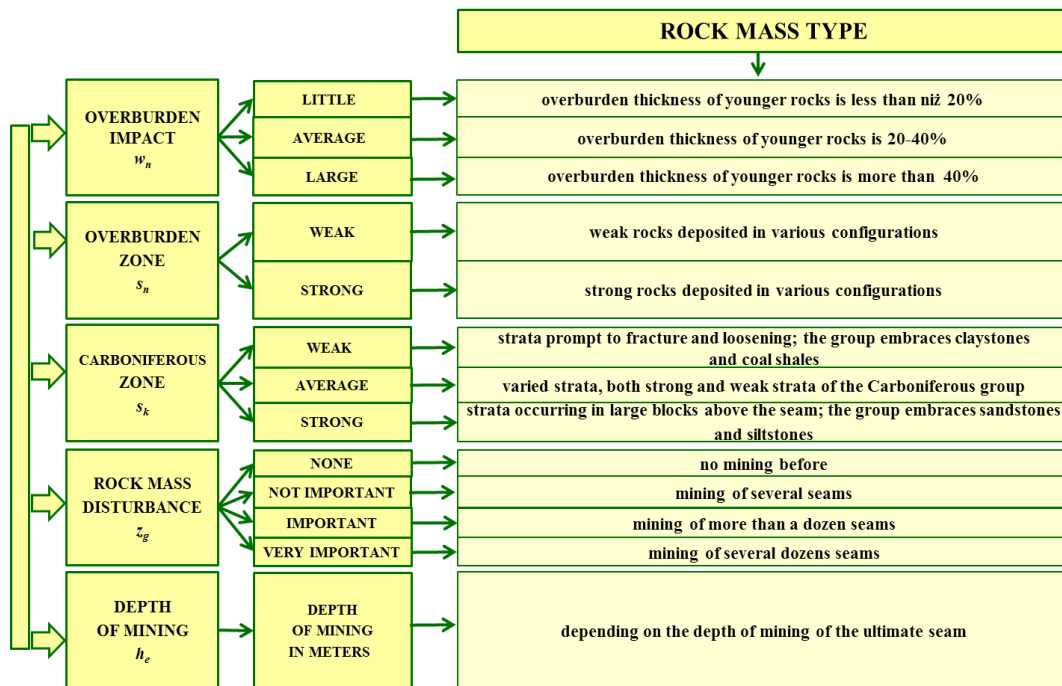 ROCK MASS TYPE
OVERBURDEN
IMPACT
wn
LITTLE
overburden thickness of younger rocks is less than niż 20%
AVERAGE
overburden thickness of younger rocks is 20-40%
LARGE
overburden thickness of younger rocks is more than 40%
OVERBURDEN
ZONE
sn
WEAK
weak rocks deposited in various configurations
STRONG
strong rocks deposited in various configurations
CARBONIFEROUS
ZONE
sk
WEAK
strata prompt to fracture and loosening; the group embraces claystones
and coal shales
AVERAGE
varied strata, both strong and weak strata of the Carboniferous group
STRONG
strata occurring in large blocks above the seam; the group embraces sandstones
and siltstones
ROCK MASS
DISTURBANCE
zg
NONE
no mining before
NOT IMPORTANT
mining of several seams
IMPORTANT
mining of more than a dozen seams
VERY IMPORTANT
mining of several dozens seams
DEPTH
OF MINING
he
DEPTH
OF MINING
IN METERS
depending on the depth of mining of the ultimate seam